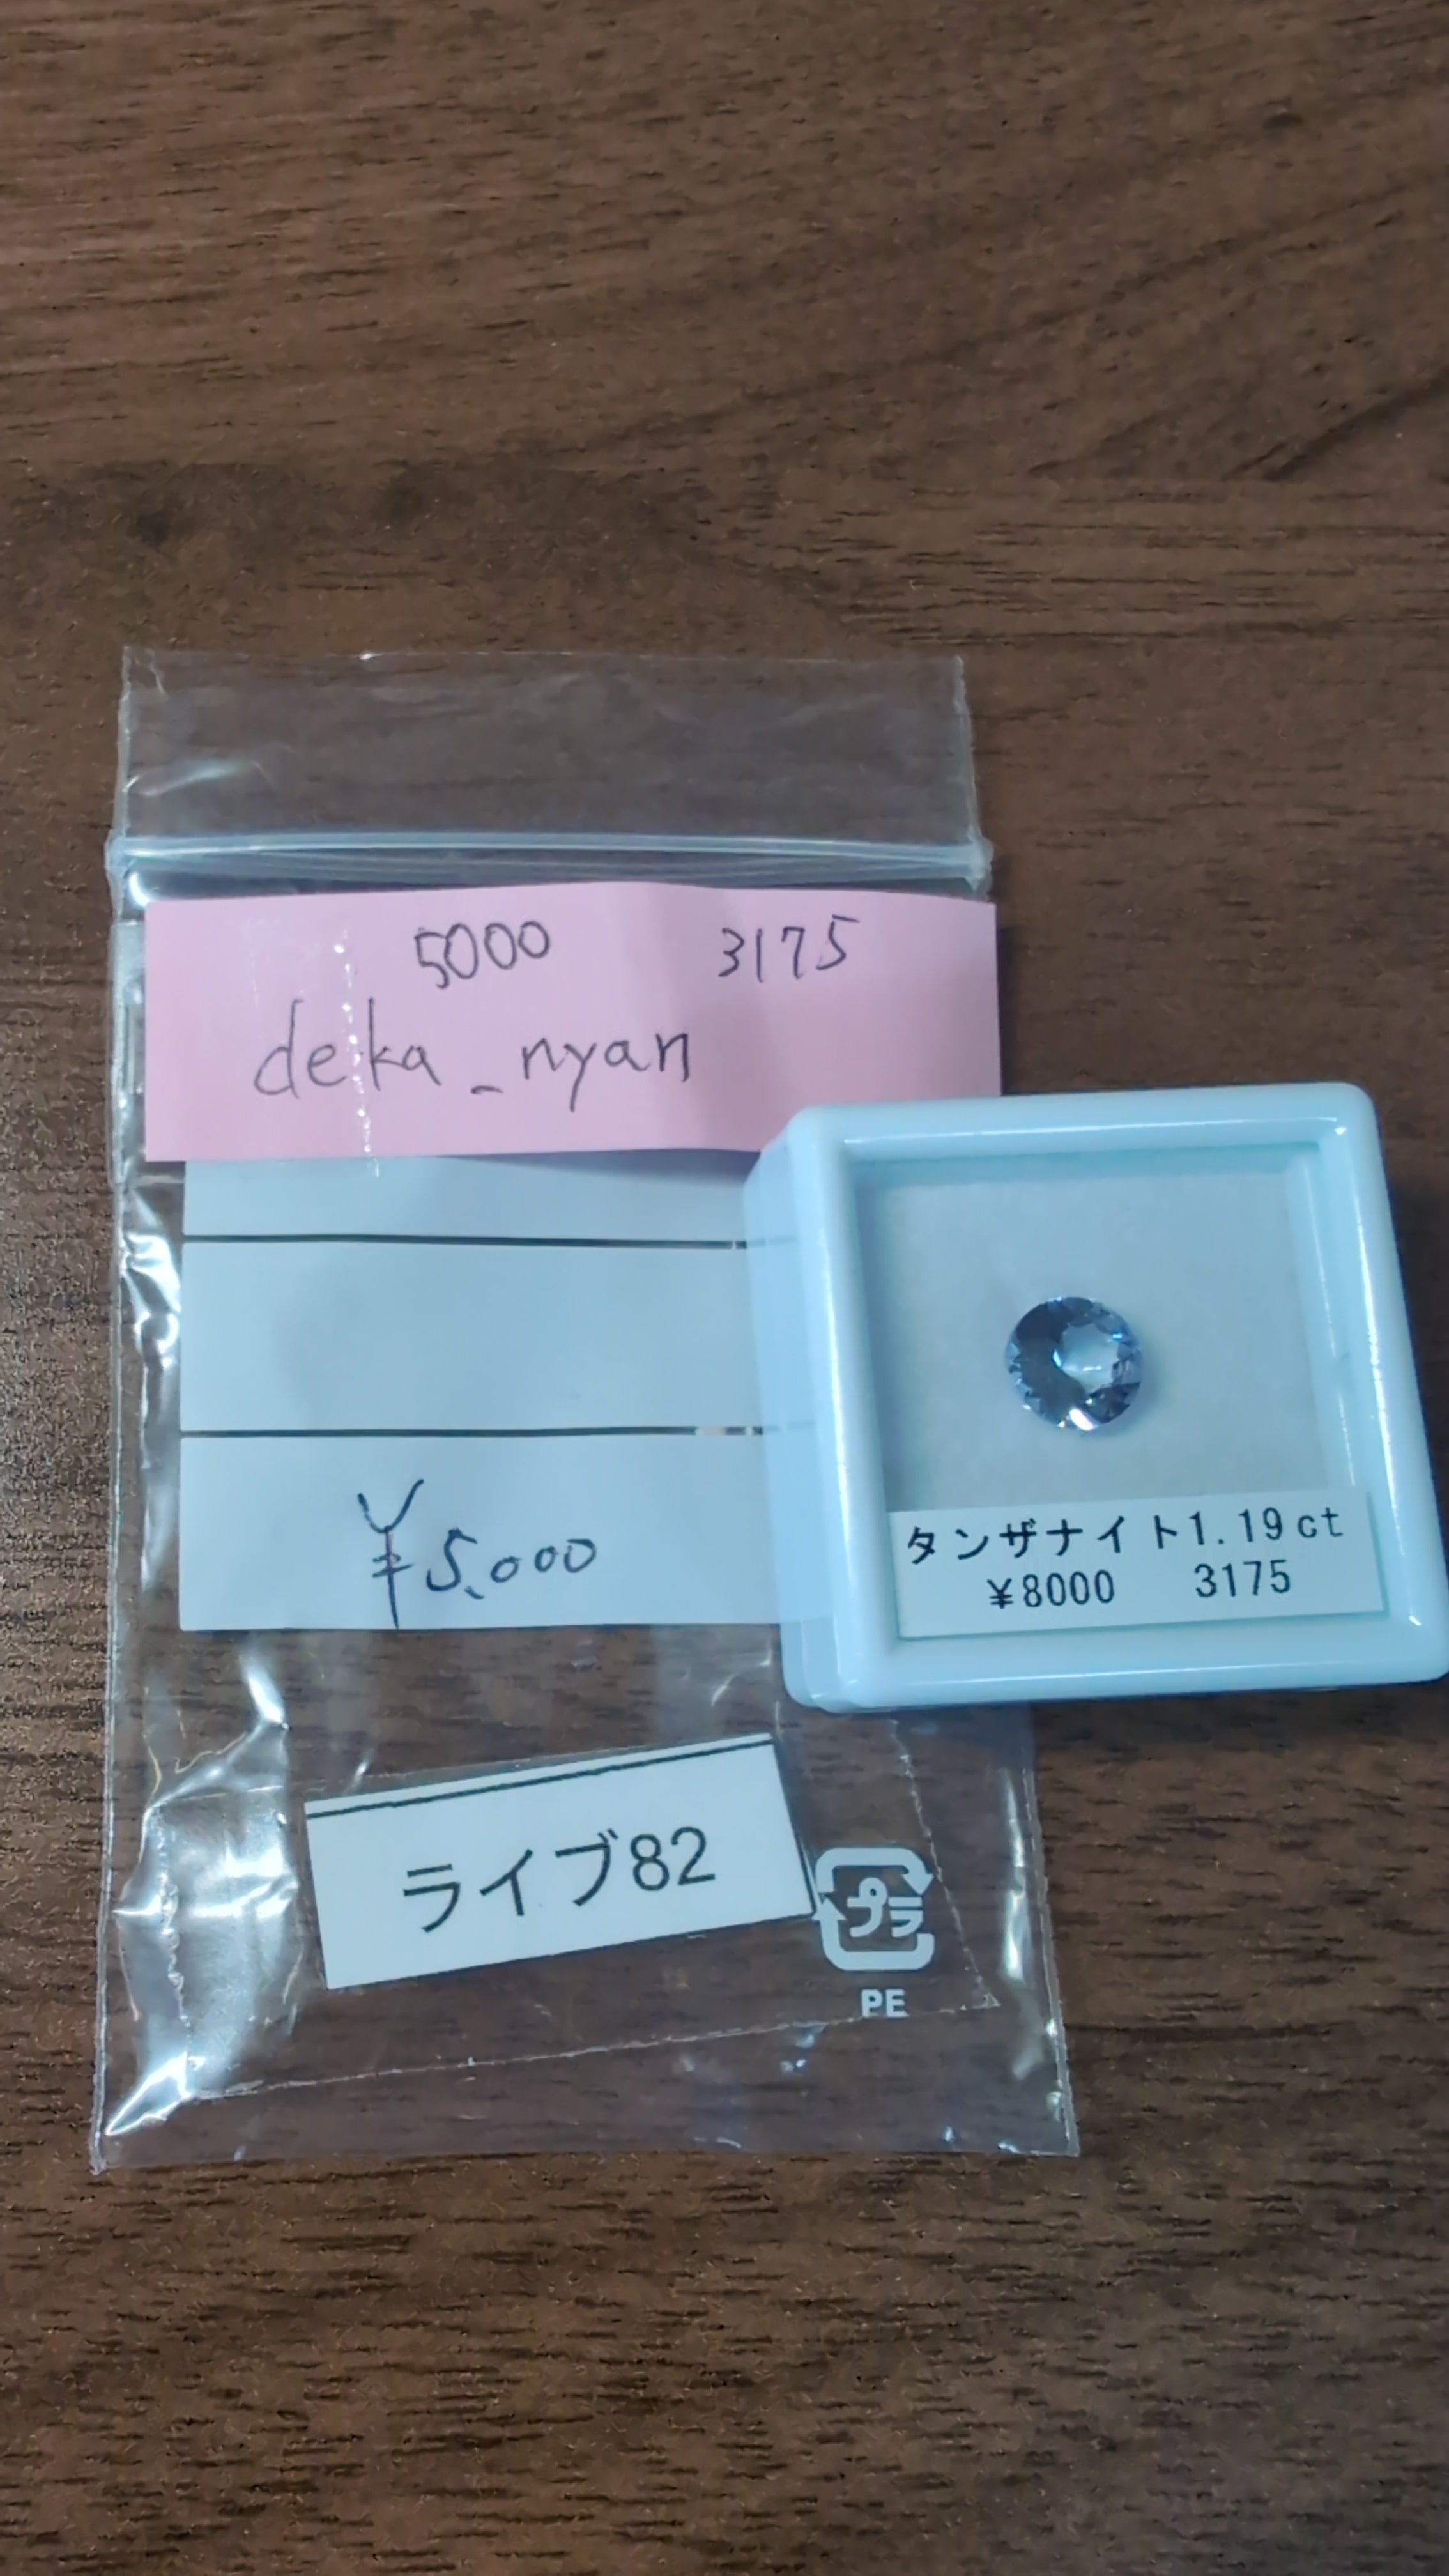 5000 3175
deka_nyan
¥5,000
タンザナイト1.19ct
¥8000 3175
ライブ82
プラ
PE